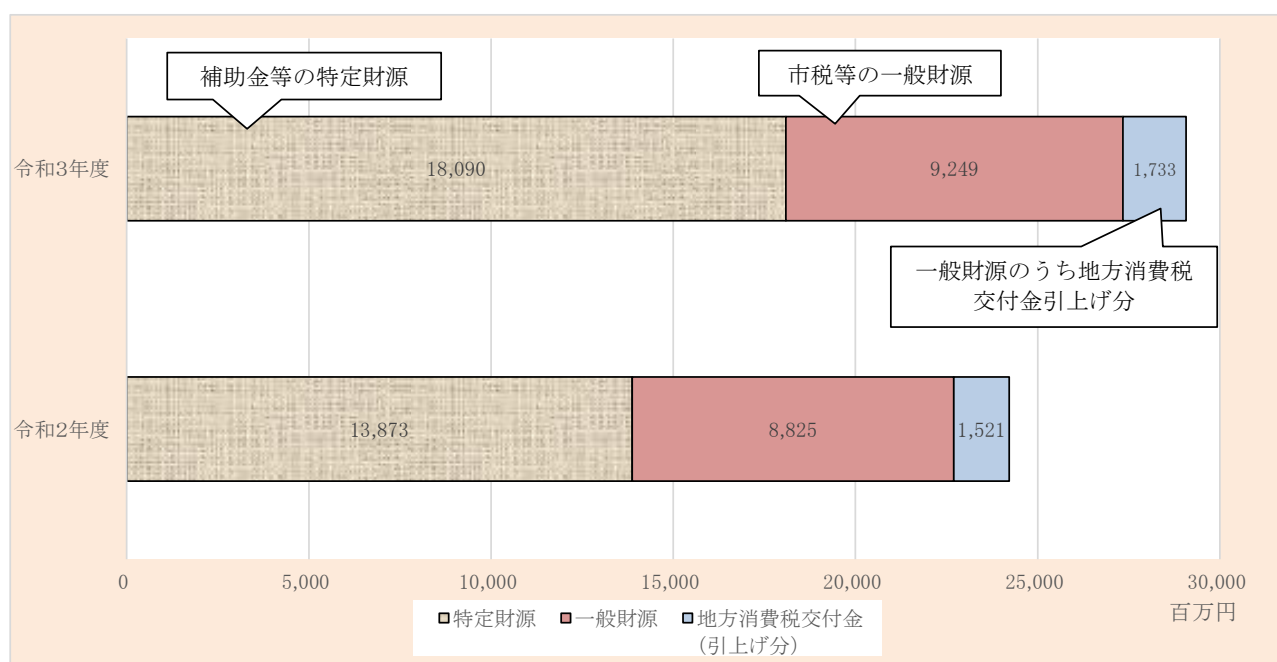 補助金等の特定財源
市税等の一般財源
令和3年度
18,090
9,249
1,733
一般財源のうち地方消費税
交付金引上げ分
令和2年度
13,873
8,825
1,521
0
5,000
10,000
15,000
20,000
25,000
30,000
百万円
特定財源
一般財源
地方消費税交付金
(引上げ分)